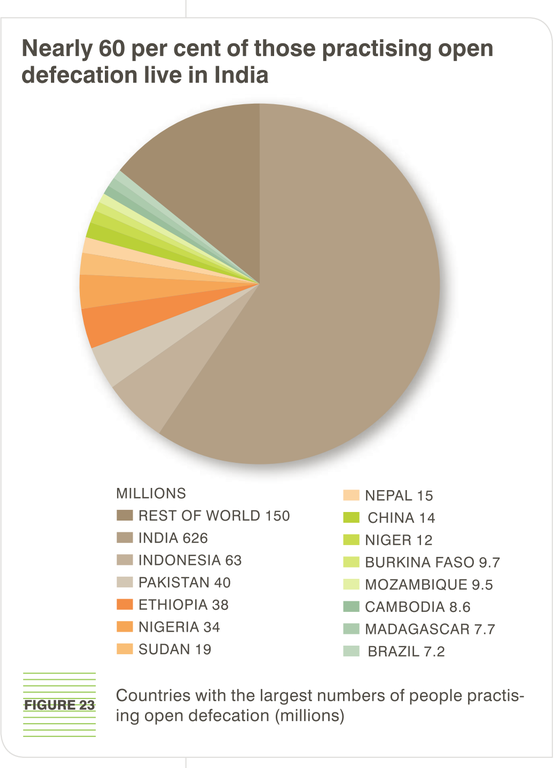 Nearly 60 per cent of those practising open
defecation live in India
MILLIONS
REST OF WORLD 150
INDIA 626
INDONESIA 63
PAKISTAN 40
ETHIOPIA 38
NIGERIA 34
SUDAN 19
NEPAL 15
CHINA 14
NIGER 12
BURKINA FASO 9.7
MOZAMBIQUE 9.5
CAMBODIA 8.6
MADAGASCAR 7.7
BRAZIL 7.2
FIGURE 23
Countries with the largest numbers of people practis-
ing open defecation (millions)